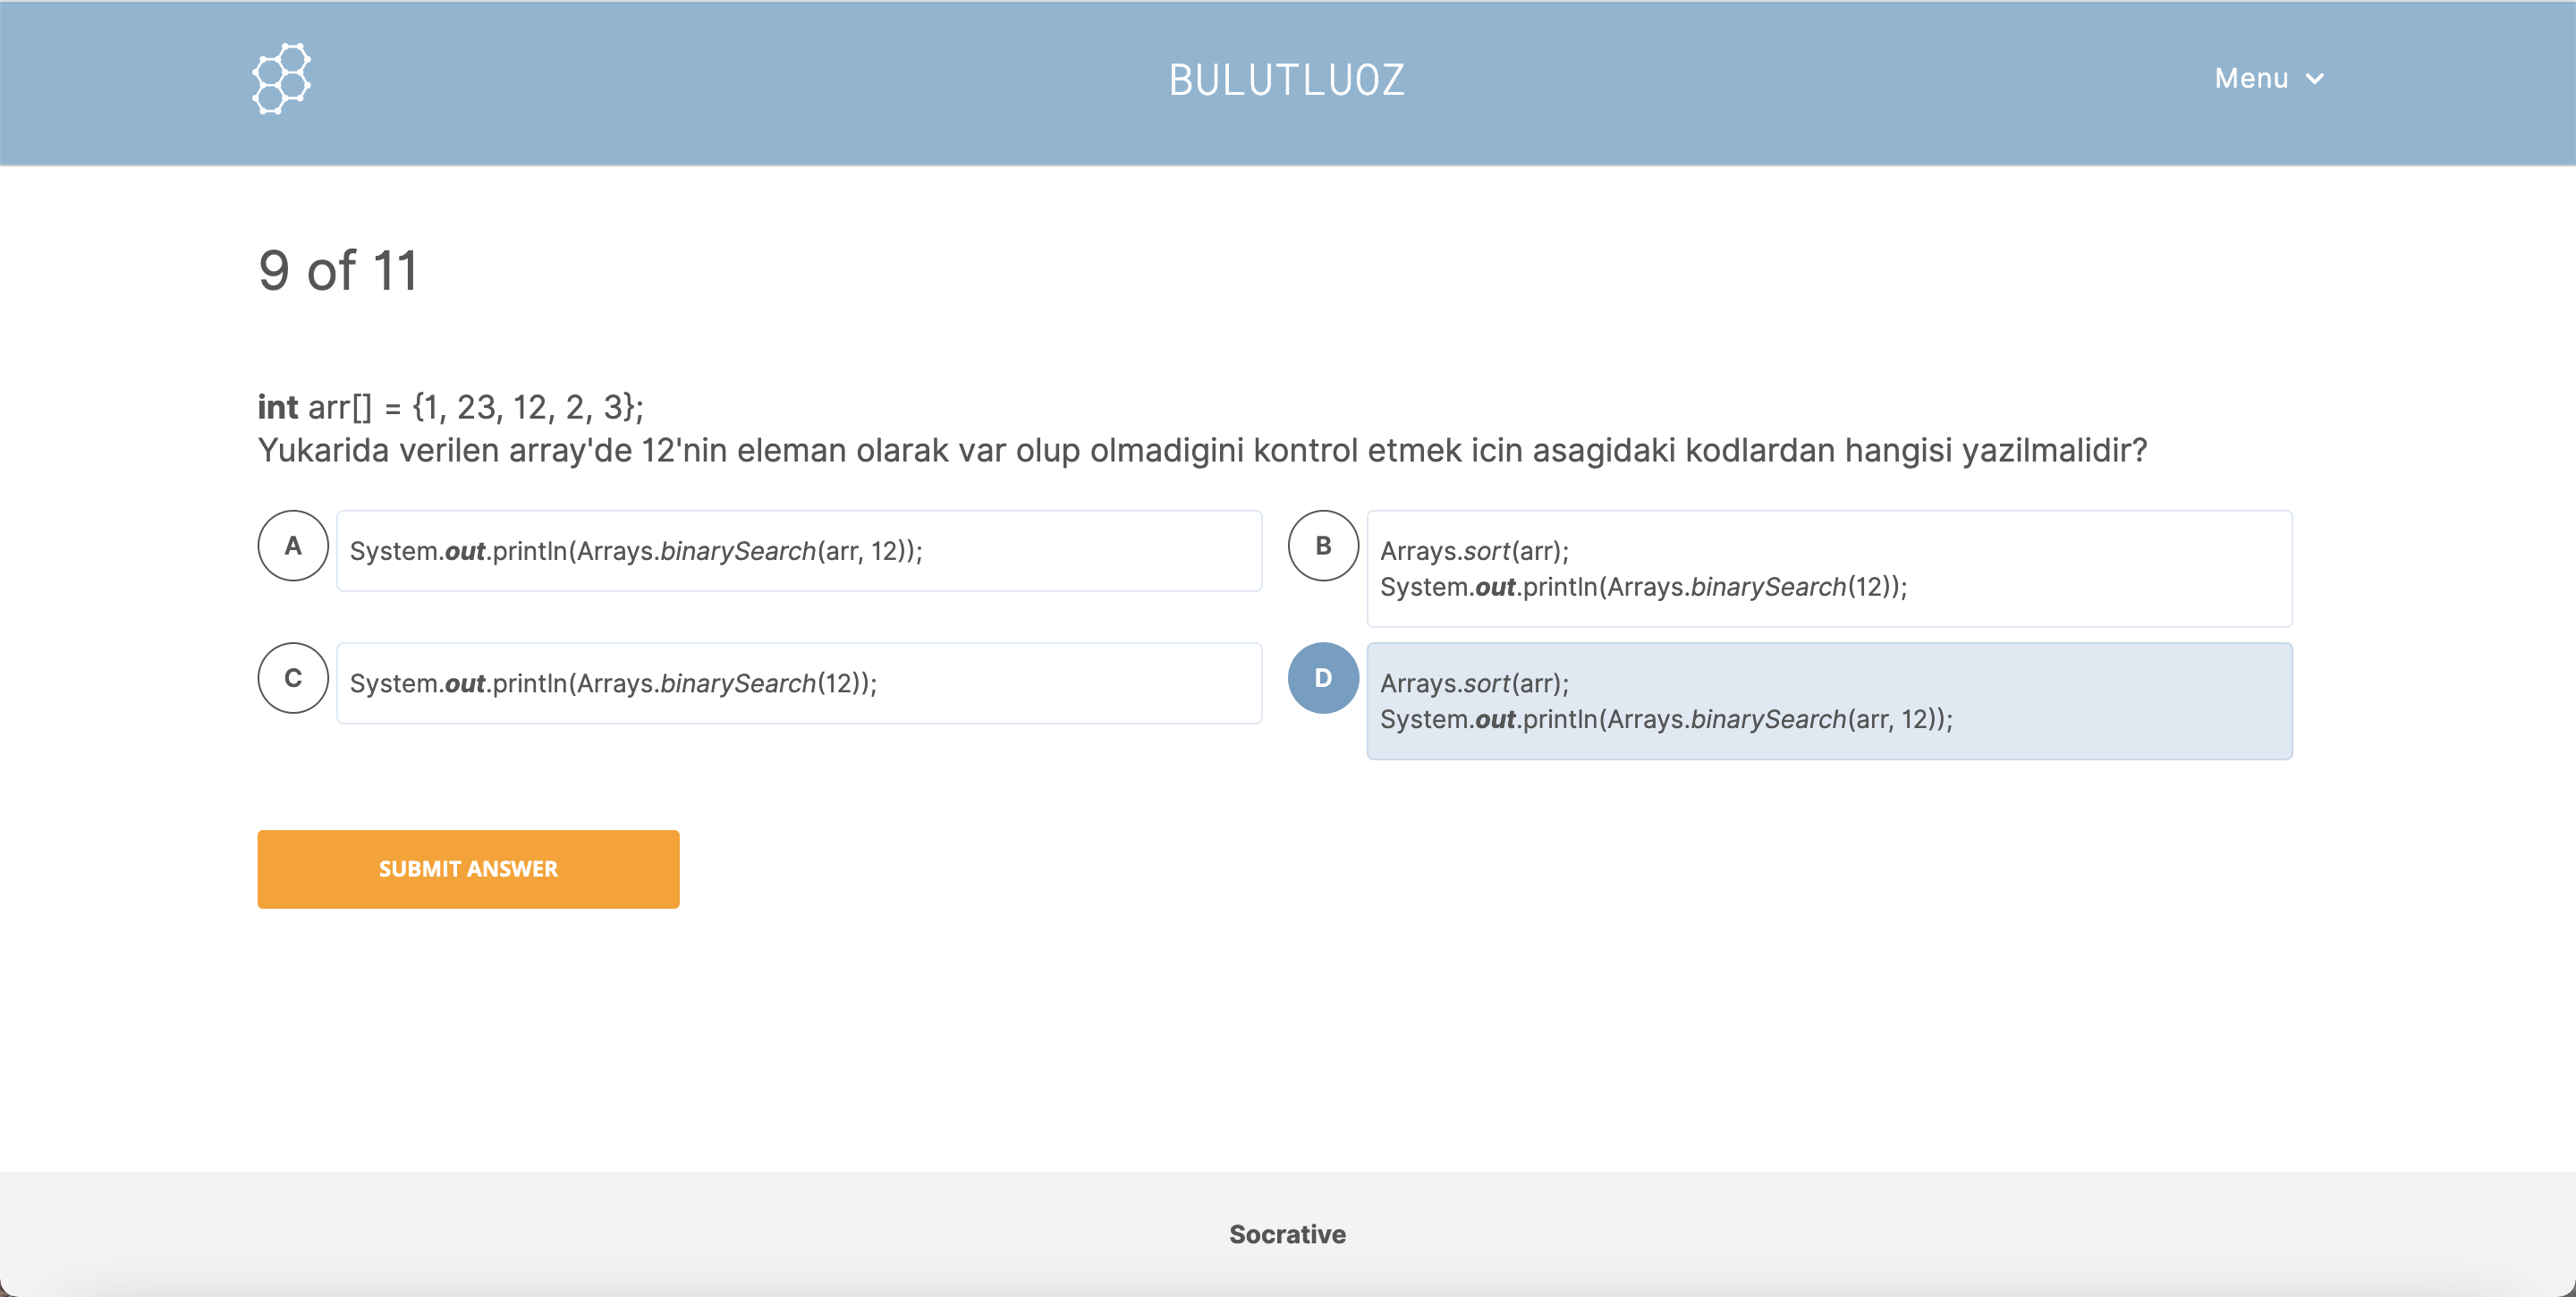 BULUTLUOZ
Menu
9 of 11
int arr[] = {1, 23, 12, 2, 3};
Yukarida verilen array'de 12'nin eleman olarak var olup olmadigini kontrol etmek icin asagidaki kodlardan hangisi yazilmalidir?
A
System.out.println(Arrays.binarySearch(arr, 12));
B
Arrays.sort(arr);
System.out.println(Arrays.binarySearch(12));
C
System.out.println(Arrays.binarySearch(12));
D
Arrays.sort(arr);
System.out.println(Arrays.binarySearch(arr, 12));
SUBMIT ANSWER
Socrative